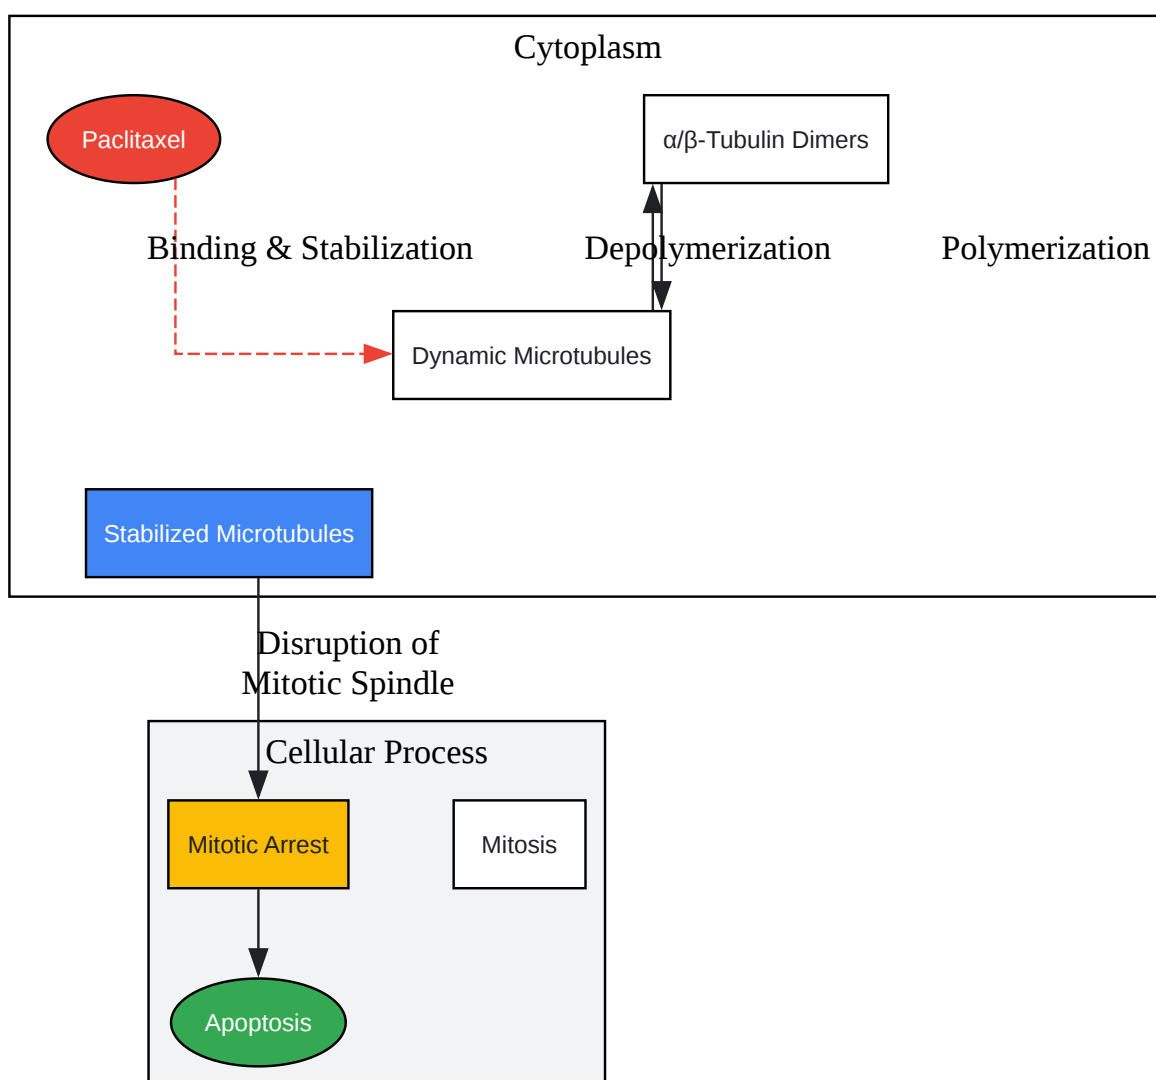 Cytoplasm
Paclitaxel
α/β-Tubulin Dimers
Binding & Stabilization
Depolymerization
Polymerization
Dynamic Microtubules
Stabilized Microtubules
Disruption of
Mitotic Spindle
Cellular Process
Mitotic Arrest
Mitosis
Apoptosis